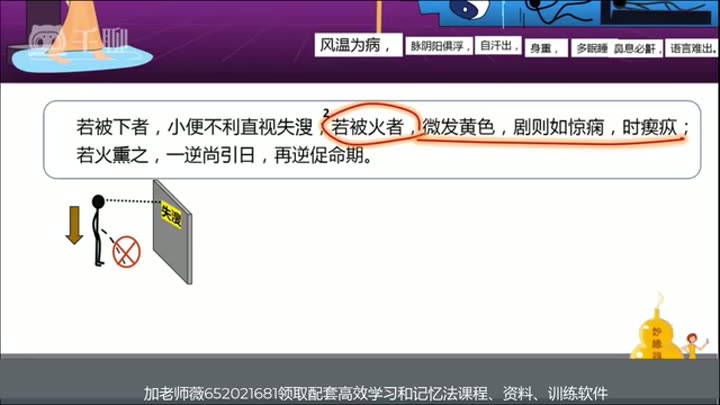 千聊
风温为病，
脉阴阳俱浮，
自汗出，
身重，
多眠睡
鼻息必鼾，
语言难出。
若被下者，小便不利直视失溲，2若被火者，微发黄色，剧则如惊痫，时瘈疭；
若火熏之，一逆尚引日，再逆促命期。
失溲
加老师薇652021681领取配套高效学习和记忆法课程、资料、训练软件